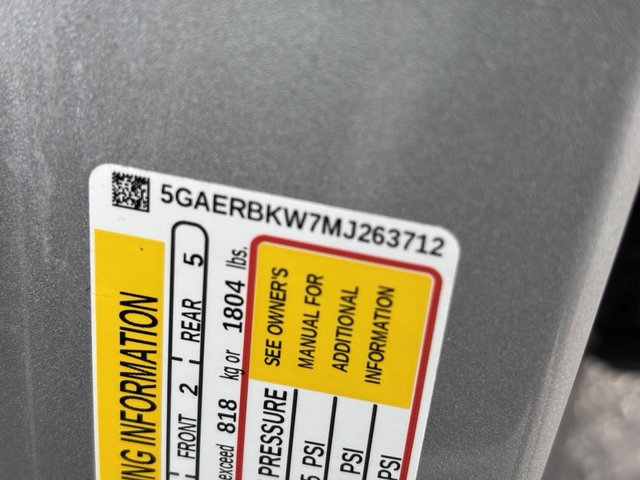 5GAERBKW7MJ263712
ING INFORMATION
FRONT 2 REAR 5
exceed 818 kg or 1804 lbs.
SEE OWNER'S
MANUAL FOR
ADDITIONAL
INFORMATION
PRESSURE
5 PSI
PSI
PSI